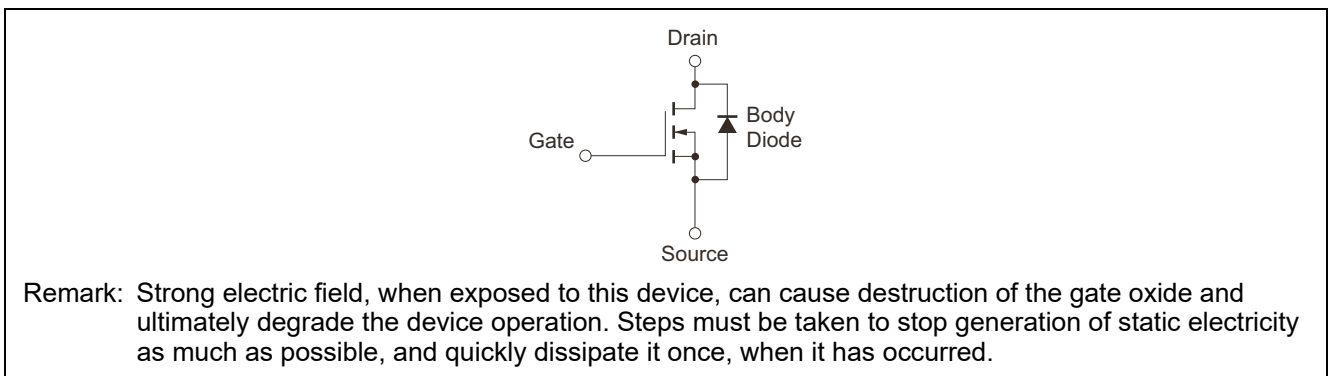 Drain
Body
Diode
Gate
Source
Remark: Strong electric field, when exposed to this device, can cause destruction of the gate oxide and
ultimately degrade the device operation. Steps must be taken to stop generation of static electricity
as much as possible, and quickly dissipate it once, when it has occurred.